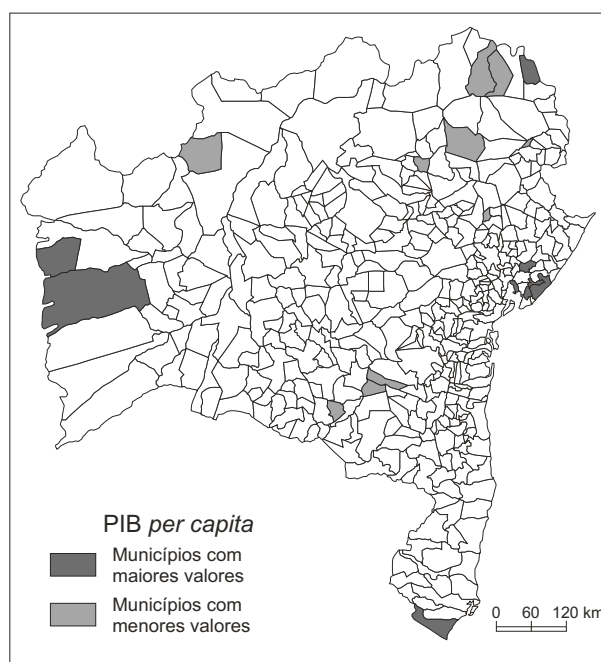 PIB per capita
Municípios com
maiores valores
Municípios com
menores valores
0 60 120 km